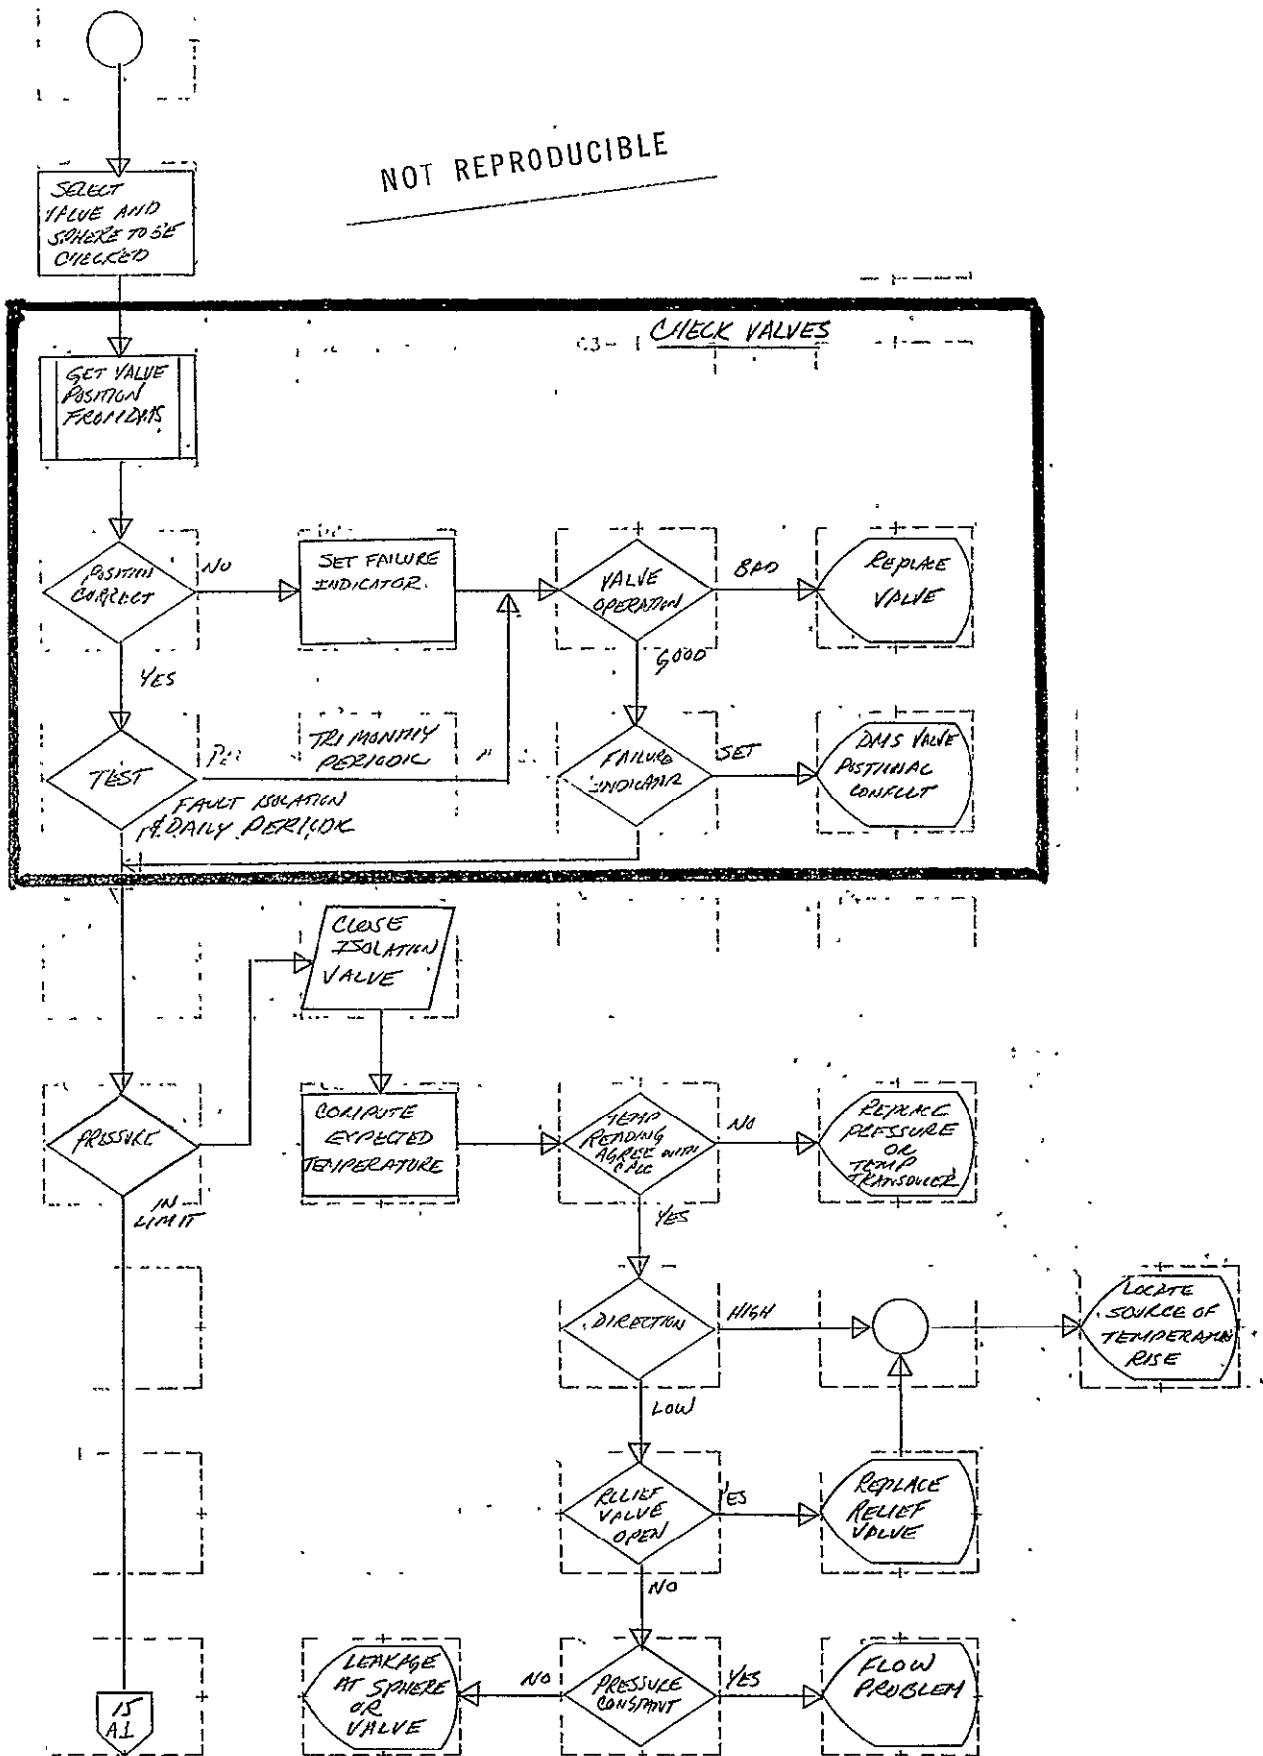 NOT REPRODUCIBLE
SELECT
VALVE AND
SPHERE TO BE
CHECKED
CHECK VALVES
GET VALVE
POSITION
FROM DMS
POSITION
CORRECT
NO
SET FAILURE
INDICATOR.
VALVE
OPERATION
BAD
REPLACE
VALVE
YES
GOOD
TEST
TRI MONTHLY
PERIODIC
FAULT ISOLATION
& DAILY PERIODIC
FAILURE
INDICATOR
SET
DMS VALVE
POSITIONAL
CONFLICT
CLOSE
ISOLATION
VALVE
PRESSURE
IN
LIMIT
COMPUTE
EXPECTED
TEMPERATURE
TEMP
READING
AGREE WITH
CALC
NO
REPLACE
PRESSURE
OR
TEMP
TRANSDUCER
YES
DIRECTION
HIGH
LOCATE
SOURCE OF
TEMPERATURE
RISE
LOW
RELIEF
VALVE
OPEN
YES
REPLACE
RELIEF
VALVE
NO
15
A1
LEAKAGE
AT SPHERE
OR
VALVE
NO
PRESSURE
CONSTANT
YES
FLOW
PROBLEM